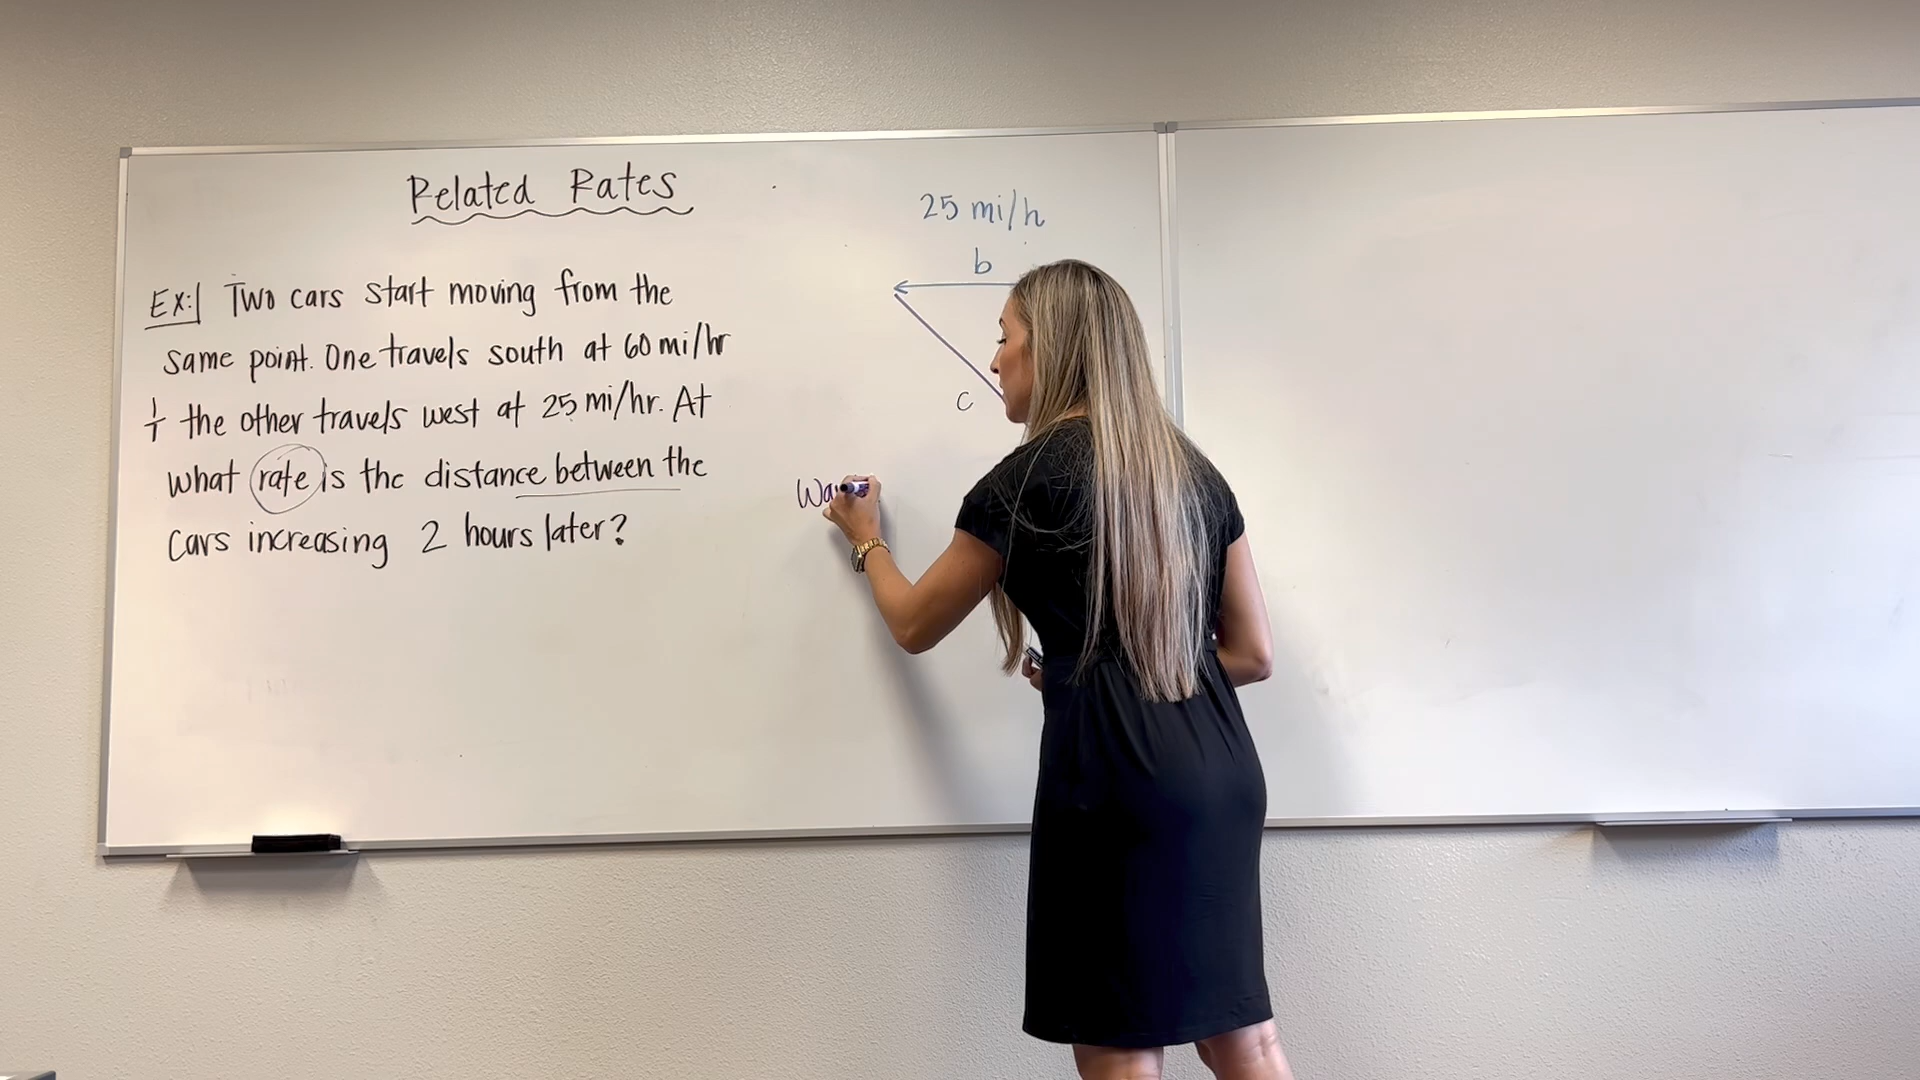 Related Rates
Ex: Two cars start moving from the
same point. One travels south at 60 mi/hr
+ the other travels west at 25 mi/hr. At
what rate is the distance between the
cars increasing 2 hours later?
25 mi/h
b
c